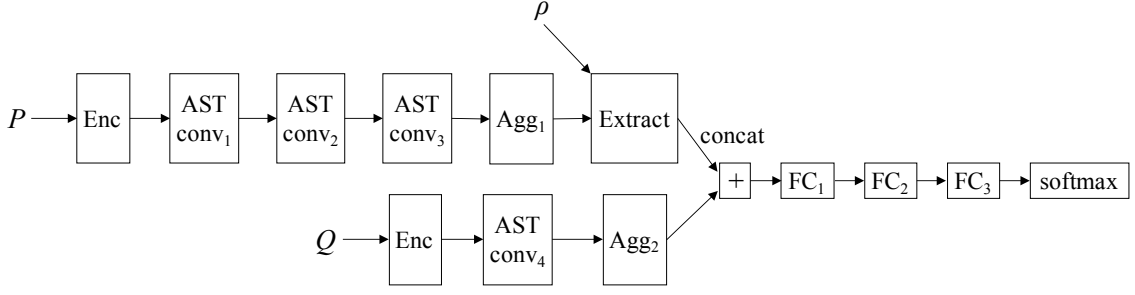 ρ
P
Enc
AST
conv₁
AST
conv₂
AST
conv₃
Agg₁
Extract
concat
+
FC₁
FC₂
FC₃
softmax
Q
Enc
AST
conv₄
Agg₂